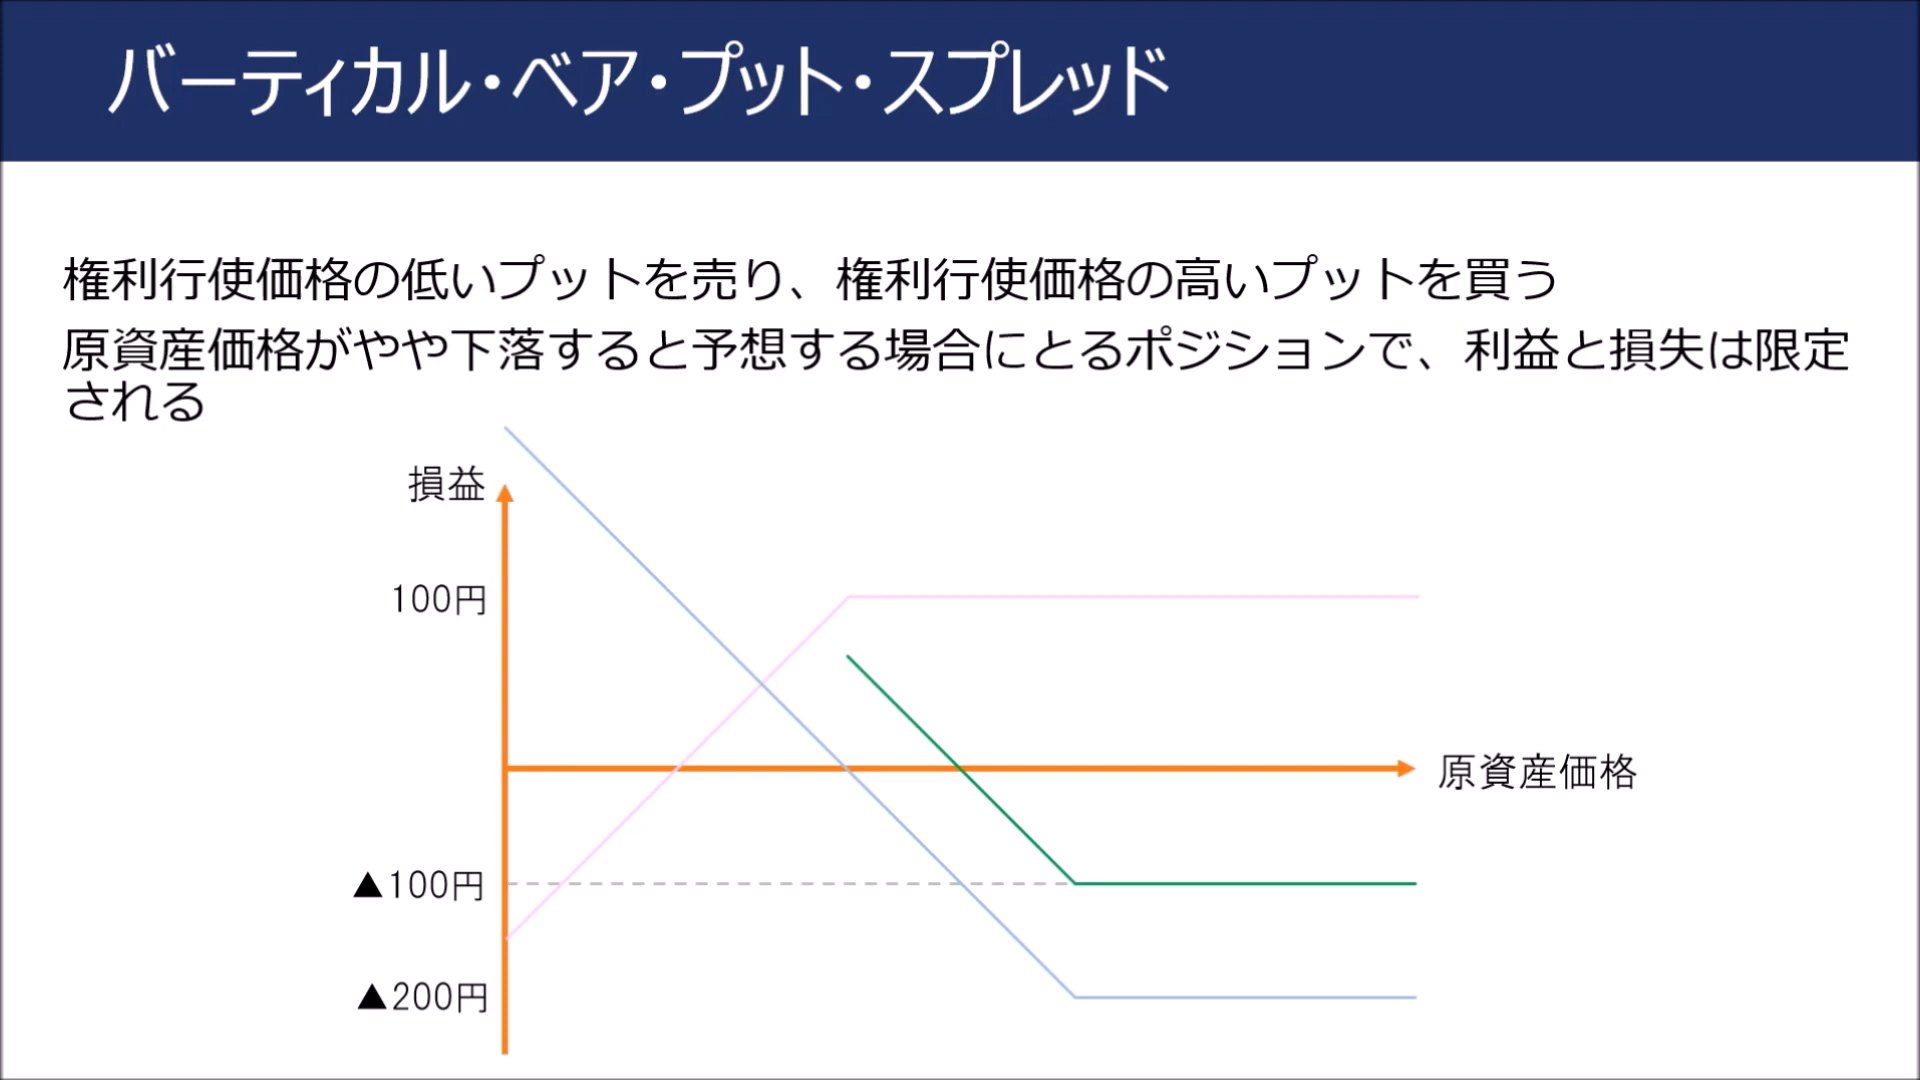 バーティカル・ベア・プット・スプレッド
権利行使価格の低いプットを売り、権利行使価格の高いプットを買う
原資産価格がやや下落すると予想する場合にとるポジションで、利益と損失は限定
される
損益
100円
原資産価格
▲100円
▲200円